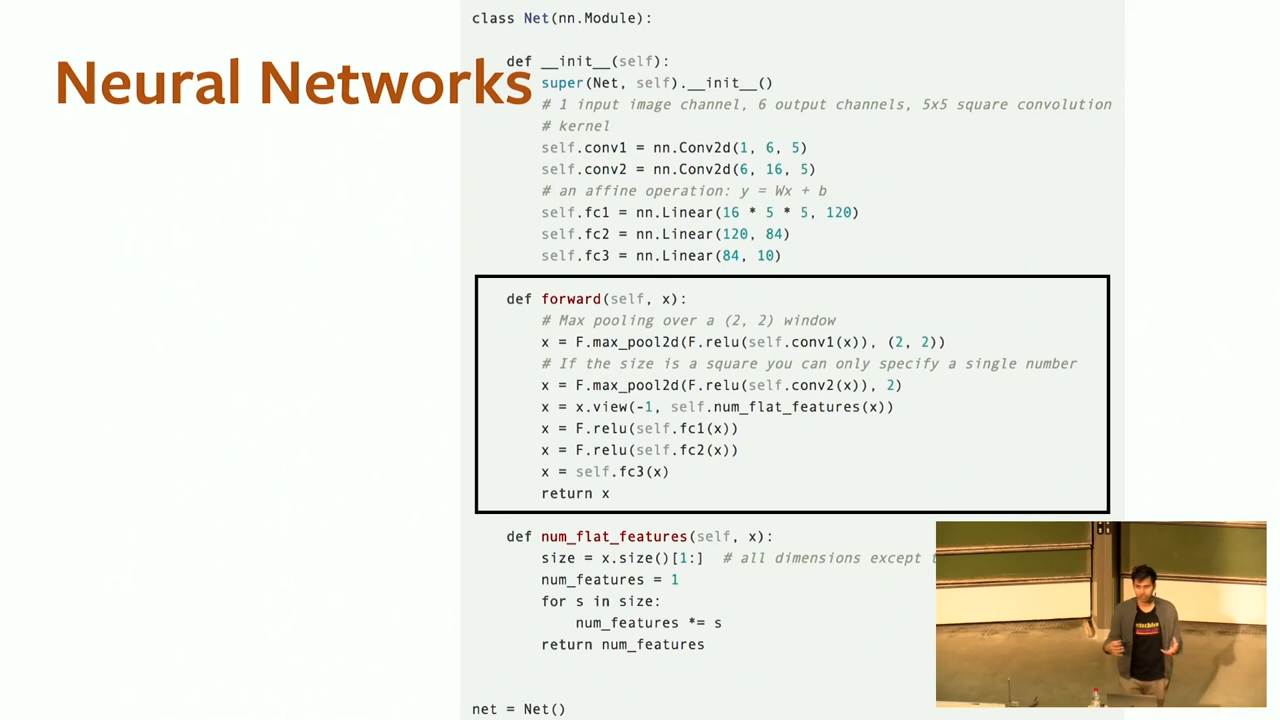 Neural Networks
class Net(nn.Module):
def __init__(self):
super(Net, self).__init__()
# 1 input image channel, 6 output channels, 5x5 square convolution
# kernel
self.conv1 = nn.Conv2d(1, 6, 5)
self.conv2 = nn.Conv2d(6, 16, 5)
# an affine operation: y = Wx + b
self.fc1 = nn.Linear(16 * 5 * 5, 120)
self.fc2 = nn.Linear(120, 84)
self.fc3 = nn.Linear(84, 10)
def forward(self, x):
# Max pooling over a (2, 2) window
x = F.max_pool2d(F.relu(self.conv1(x)), (2, 2))
# If the size is a square you can only specify a single number
x = F.max_pool2d(F.relu(self.conv2(x)), 2)
x = x.view(-1, self.num_flat_features(x))
x = F.relu(self.fc1(x))
x = F.relu(self.fc2(x))
x = self.fc3(x)
return x
def num_flat_features(self, x):
size = x.size()[1:]  # all dimensions except
num_features = 1
for s in size:
num_features *= s
return num_features
net = Net()